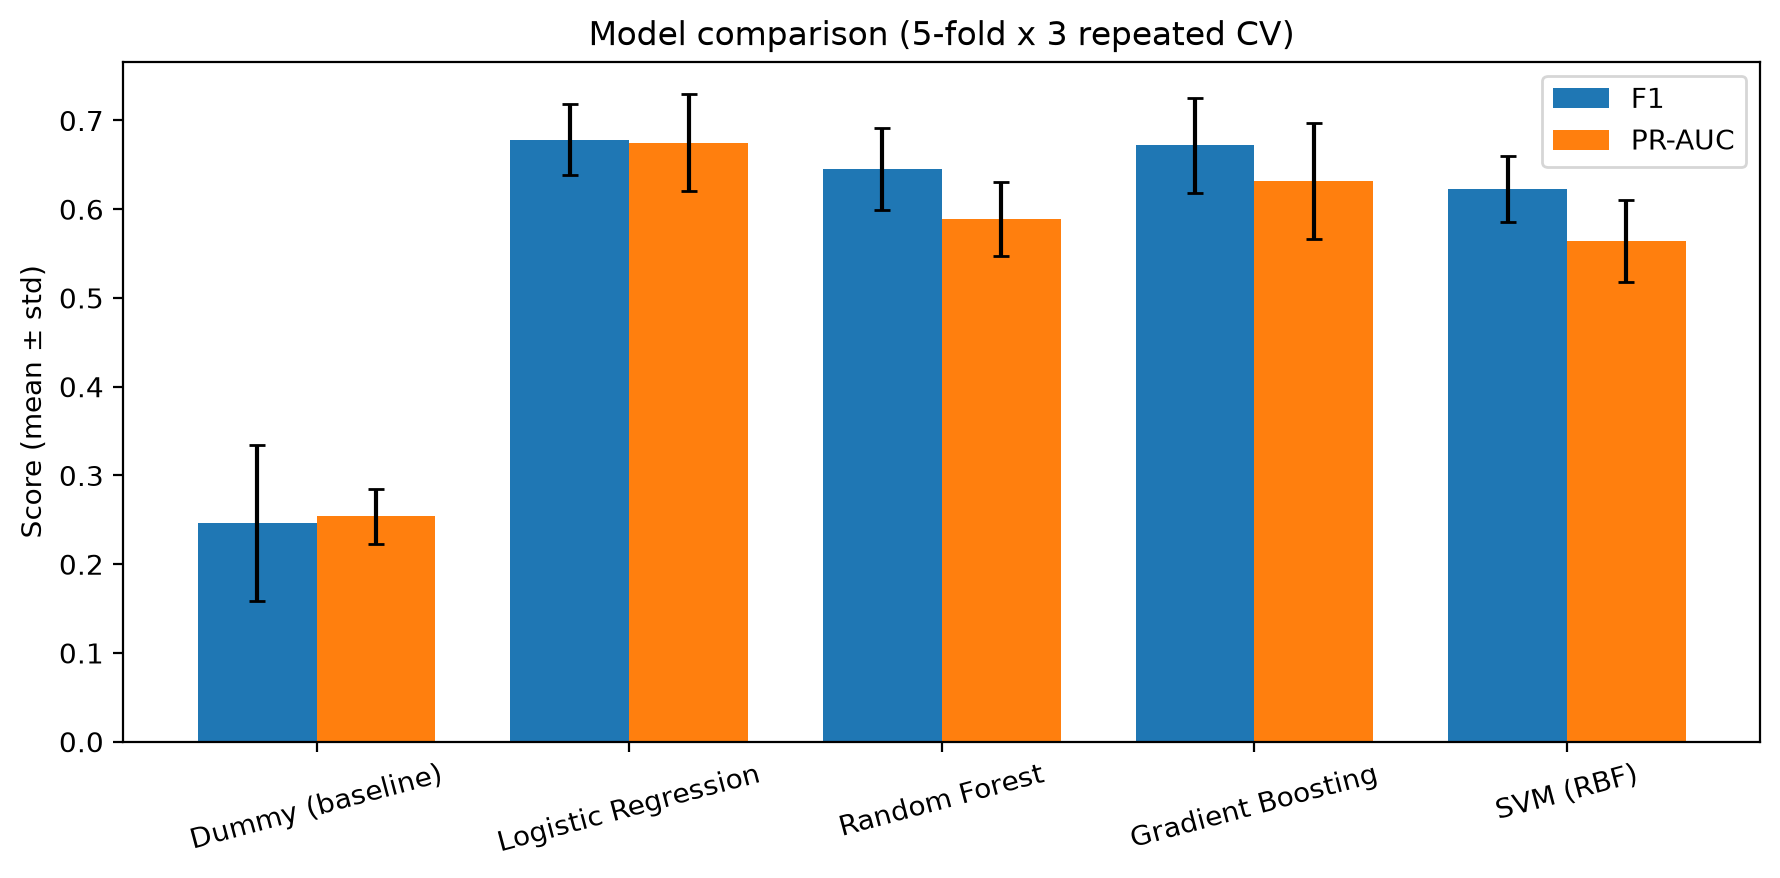 Model comparison (5-fold x 3 repeated CV)
F1
PR-AUC
Score (mean ± std)
0.7
0.6
0.5
0.4
0.3
0.2
0.1
0.0
Dummy (baseline)
Logistic Regression
Random Forest
Gradient Boosting
SVM (RBF)